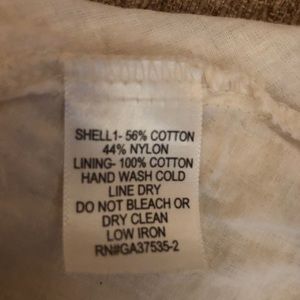 SHELL1- 56% COTTON
44% NYLON
LINING- 100% COTTON
HAND WASH COLD
LINE DRY
DO NOT BLEACH OR
DRY CLEAN
LOW IRON
RN#GA37535-2